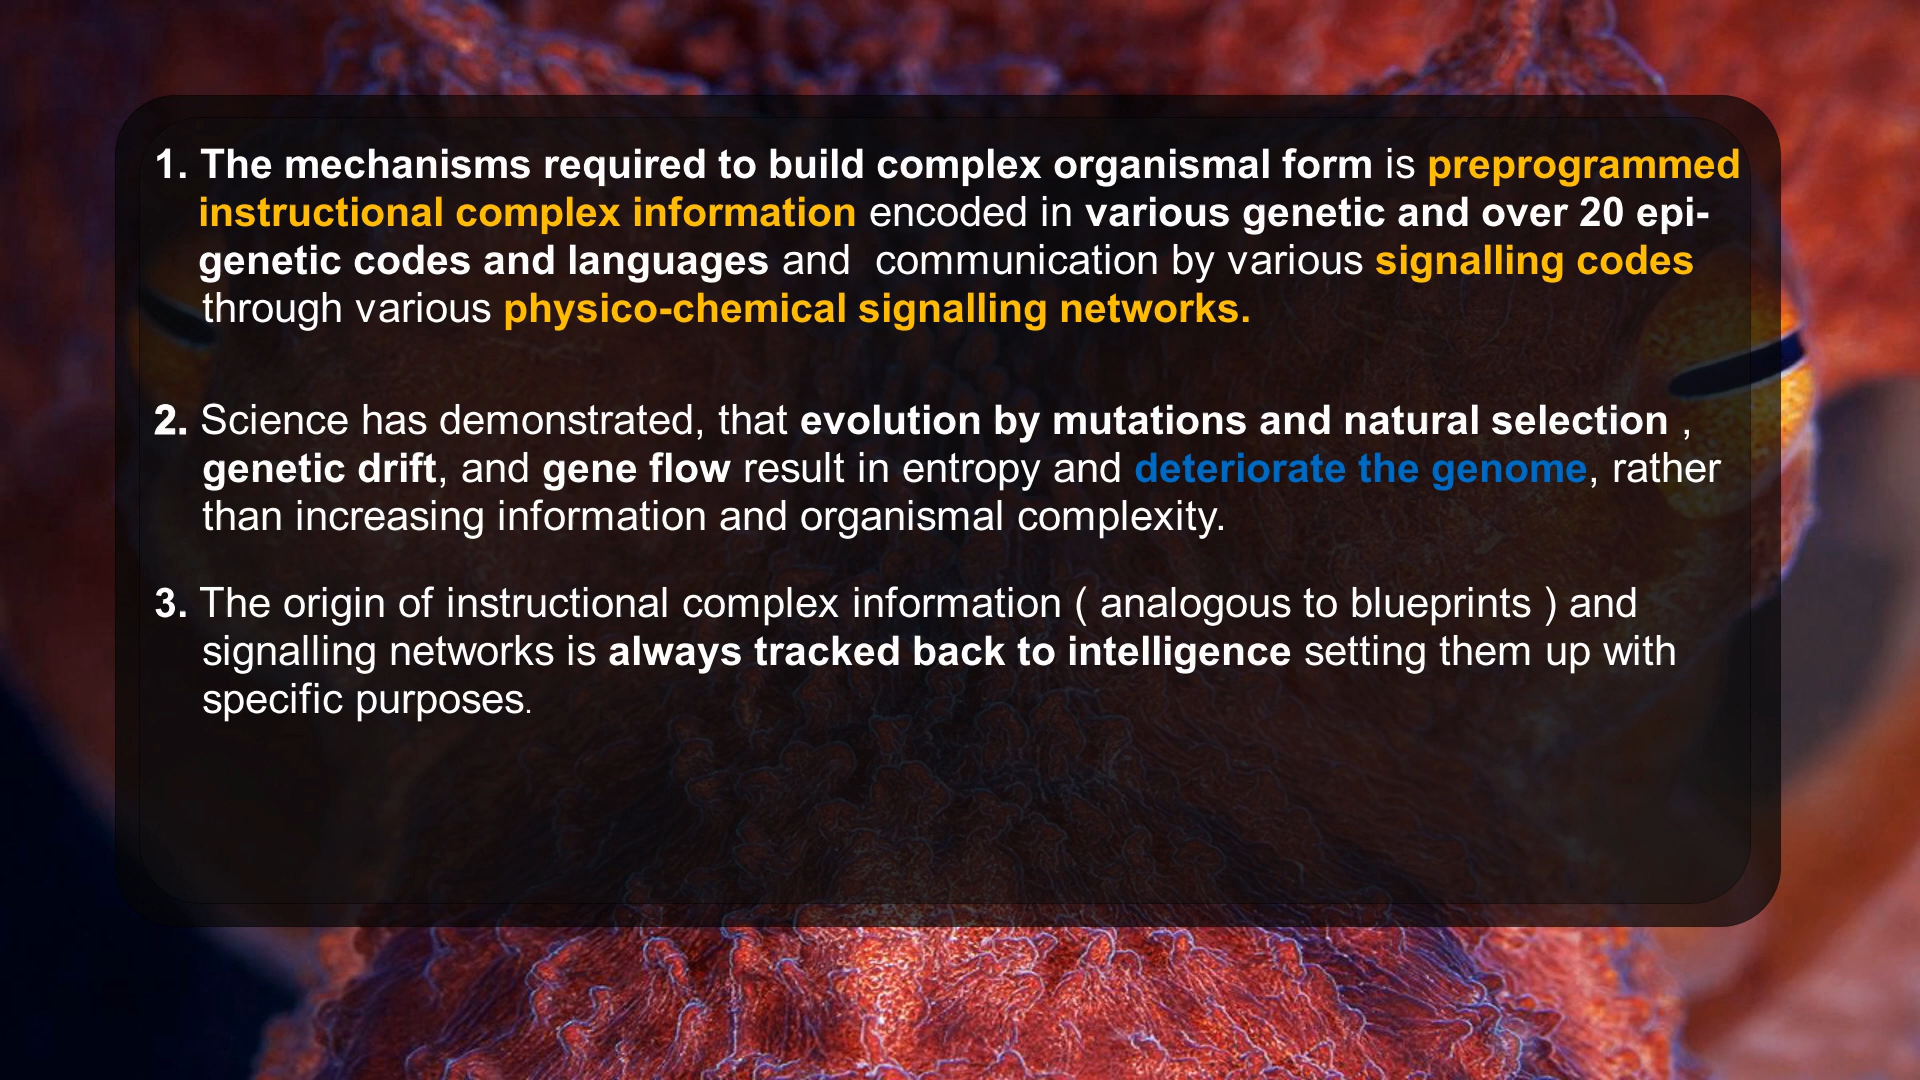 1. The mechanisms required to build complex organismal form is preprogrammed
instructional complex information encoded in various genetic and over 20 epi-
genetic codes and languages and  communication by various signalling codes
through various physico-chemical signalling networks.
2. Science has demonstrated, that evolution by mutations and natural selection ,
genetic drift, and gene flow result in entropy and deteriorate the genome, rather
than increasing information and organismal complexity.
3. The origin of instructional complex information ( analogous to blueprints ) and
signalling networks is always tracked back to intelligence setting them up with
specific purposes.